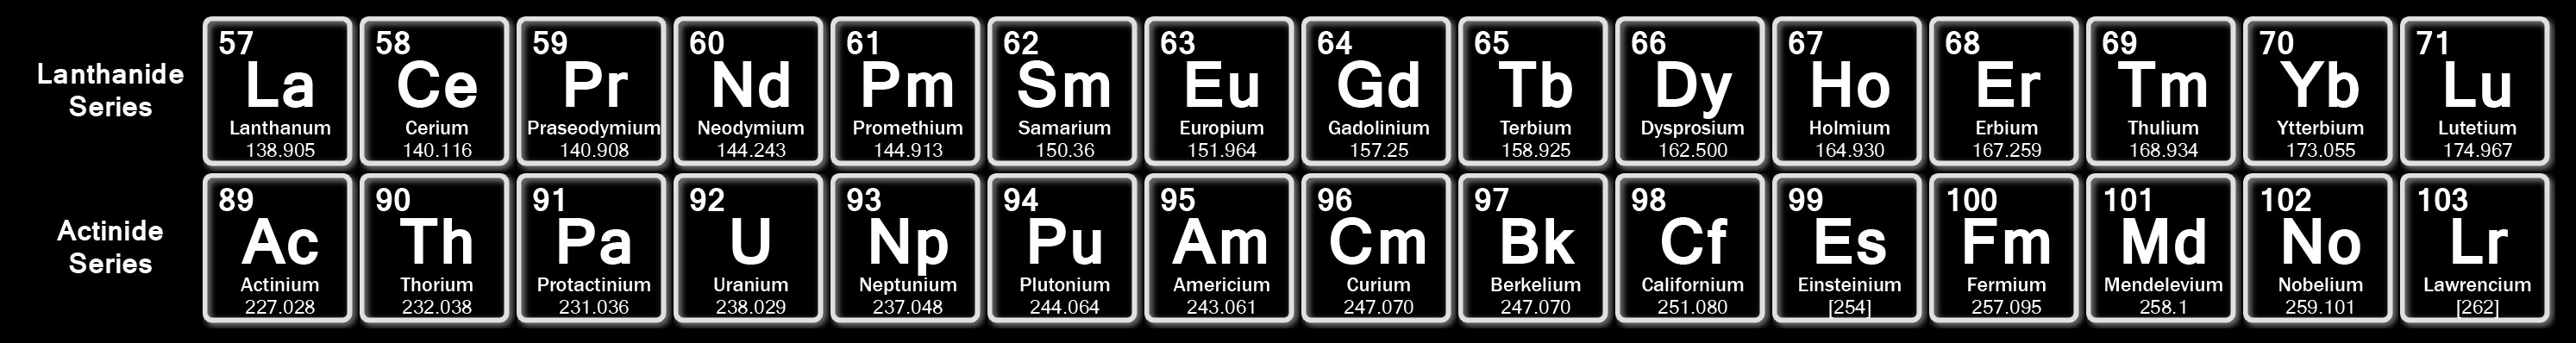 Lanthanide
Series
57
La
Lanthanum
138.905
58
Ce
Cerium
140.116
59
Pr
Praseodymium
140.908
60
Nd
Neodymium
144.243
61
Pm
Promethium
144.913
62
Sm
Samarium
150.36
63
Eu
Europium
151.964
64
Gd
Gadolinium
157.25
65
Tb
Terbium
158.925
66
Dy
Dysprosium
162.500
67
Ho
Holmium
164.930
68
Er
Erbium
167.259
69
Tm
Thulium
168.934
70
Yb
Ytterbium
173.055
71
Lu
Lutetium
174.967
Actinide
Series
89
Ac
Actinium
227.028
90
Th
Thorium
232.038
91
Pa
Protactinium
231.036
92
U
Uranium
238.029
93
Np
Neptunium
237.048
94
Pu
Plutonium
244.064
95
Am
Americium
243.061
96
Cm
Curium
247.070
97
Bk
Berkelium
247.070
98
Cf
Californium
251.080
99
Es
Einsteinium
[254]
100
Fm
Fermium
257.095
101
Md
Mendelevium
258.1
102
No
Nobelium
259.101
103
Lr
Lawrencium
[262]